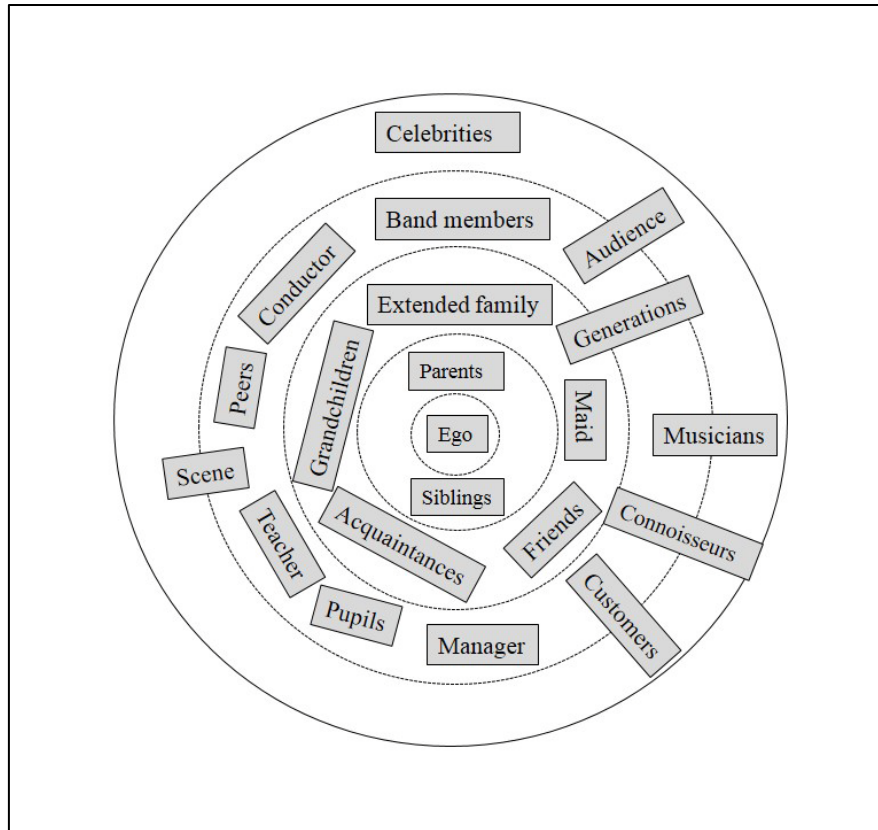 Celebrities
Band members
Audience
Conductor
Generations
Extended family
Grandchildren
Peers
Parents
Maid
Ego
Musicians
Scene
Siblings
Friends
Connoisseurs
Teacher
Acquaintances
Customers
Pupils
Manager